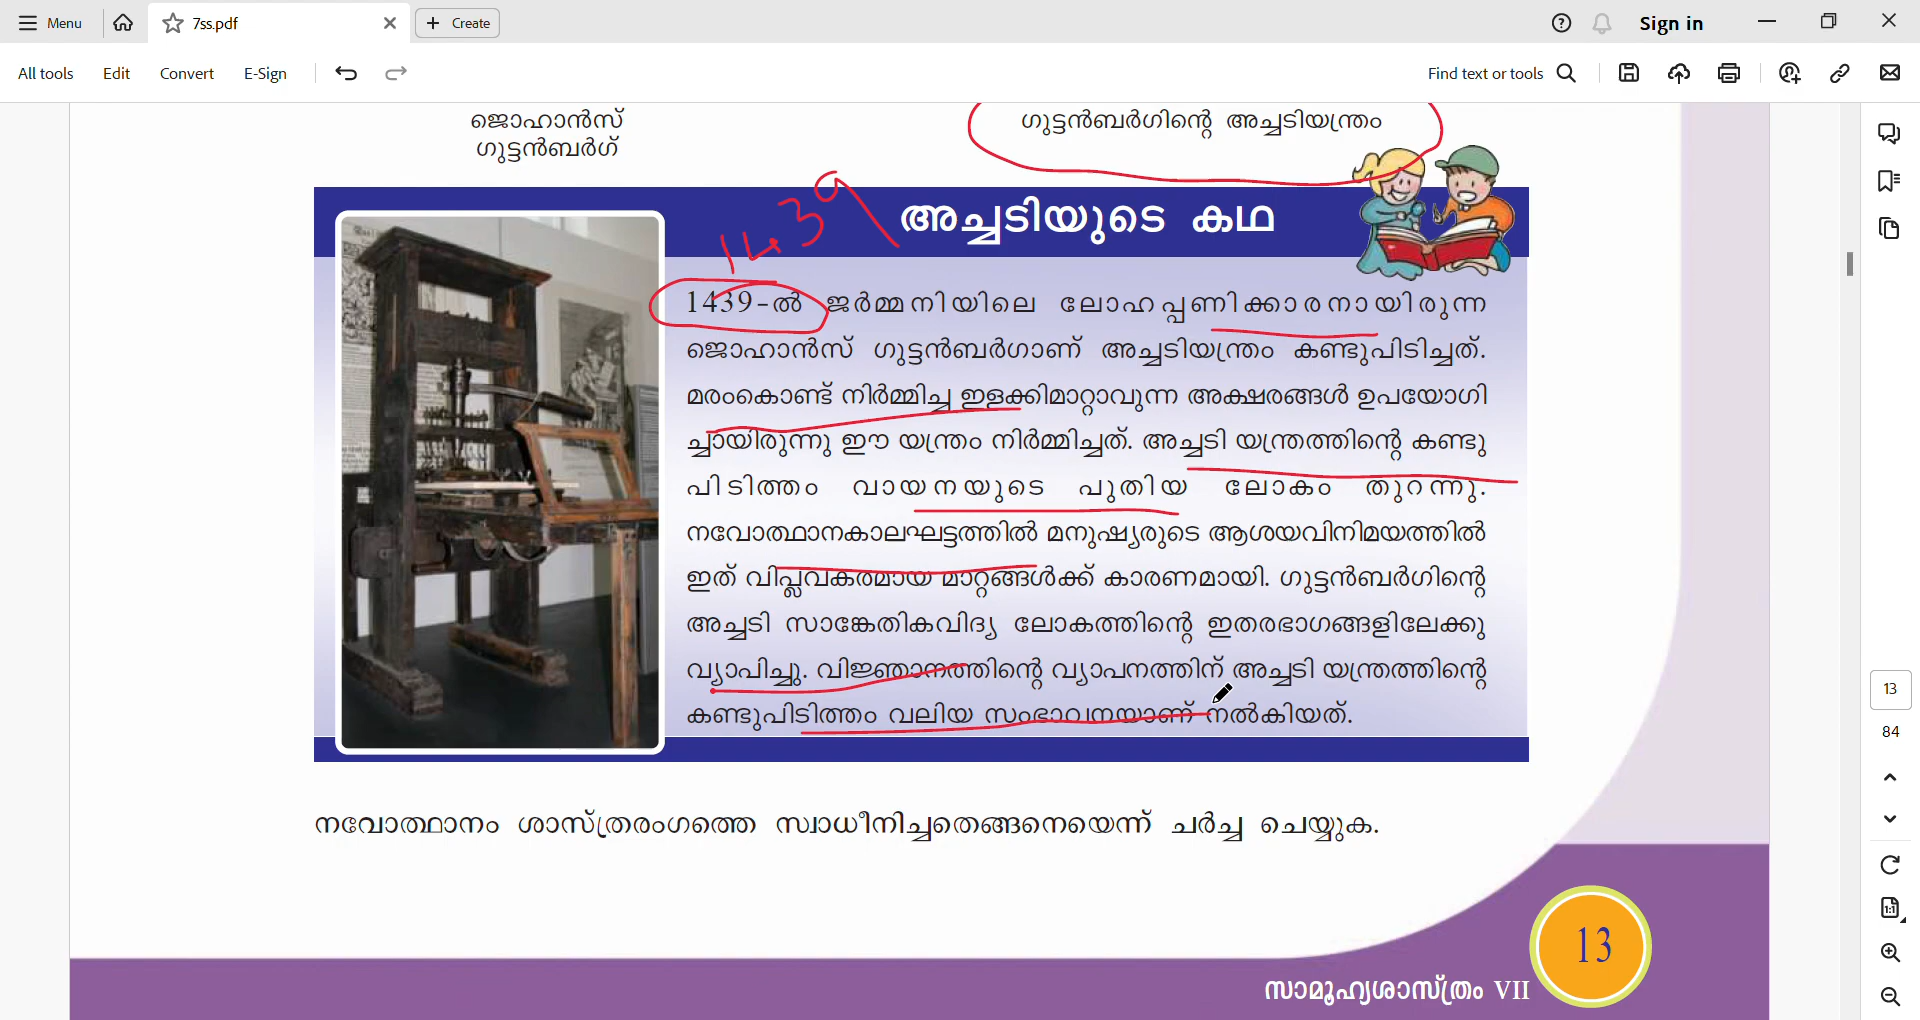 Menu
7ss.pdf
Create
Sign in
All tools
Edit
Convert
E-Sign
Find text or tools
ജൊഹാൻസ്
ഗുട്ടൻബർഗ്
ഗുട്ടൻബർഗിന്റെ അച്ചടിയന്ത്രം
1439
അച്ചടിയുടെ കഥ
1439-ൽ ജർമ്മനിയിലെ ലോഹപ്പണിക്കാരനായിരുന്ന
ജൊഹാൻസ് ഗുട്ടൻബർഗാണ് അച്ചടിയന്ത്രം കണ്ടുപിടിച്ചത്.
മരംകൊണ്ട് നിർമ്മിച്ച ഇളക്കിമാറ്റാവുന്ന അക്ഷരങ്ങൾ ഉപയോഗി
ച്ചായിരുന്നു ഈ യന്ത്രം നിർമ്മിച്ചത്. അച്ചടി യന്ത്രത്തിന്റെ കണ്ടു
പിടിത്തം വായനയുടെ പുതിയ ലോകം തുറന്നു.
നവോത്ഥാനകാലഘട്ടത്തിൽ മനുഷ്യരുടെ ആശയവിനിമയത്തിൽ
ഇത് വിപ്ലവകരമായ മാറ്റങ്ങൾക്ക് കാരണമായി. ഗുട്ടൻബർഗിന്റെ
അച്ചടി സാങ്കേതികവിദ്യ ലോകത്തിന്റെ ഇതരഭാഗങ്ങളിലേക്കു
വ്യാപിച്ചു. വിജ്ഞാനത്തിന്റെ വ്യാപനത്തിന് അച്ചടി യന്ത്രത്തിന്റെ
കണ്ടുപിടിത്തം വലിയ സംഭാവനയാണ് നൽകിയത്.
നവോത്ഥാനം ശാസ്ത്രരംഗത്തെ സ്വാധീനിച്ചതെങ്ങനെയെന്ന് ചർച്ച ചെയ്യുക.
13
സാമൂഹ്യശാസ്ത്രം VII
13
84